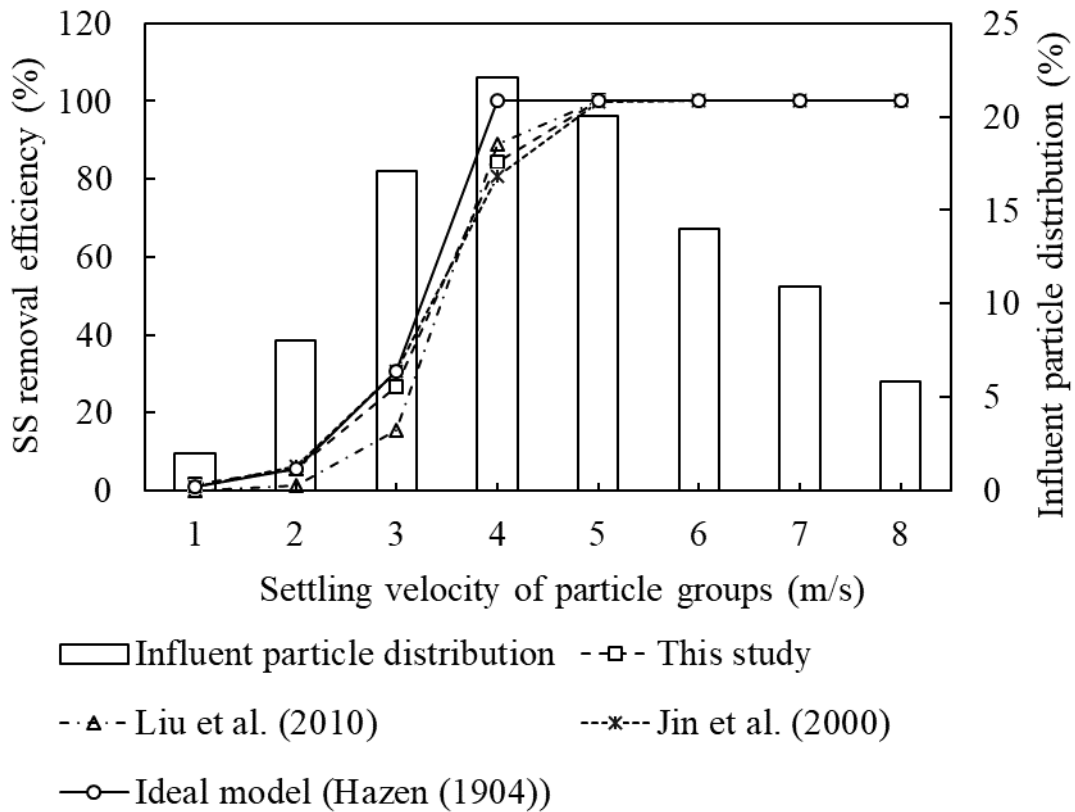 SS removal efficiency (%)
120
100
80
60
40
20
0
25
20
15
10
5
0
Influent particle distribution (%)
1 2 3 4 5 6 7 8
Settling velocity of particle groups (m/s)
Influent particle distribution
This study
Liu et al. (2010)
Jin et al. (2000)
Ideal model (Hazen (1904))